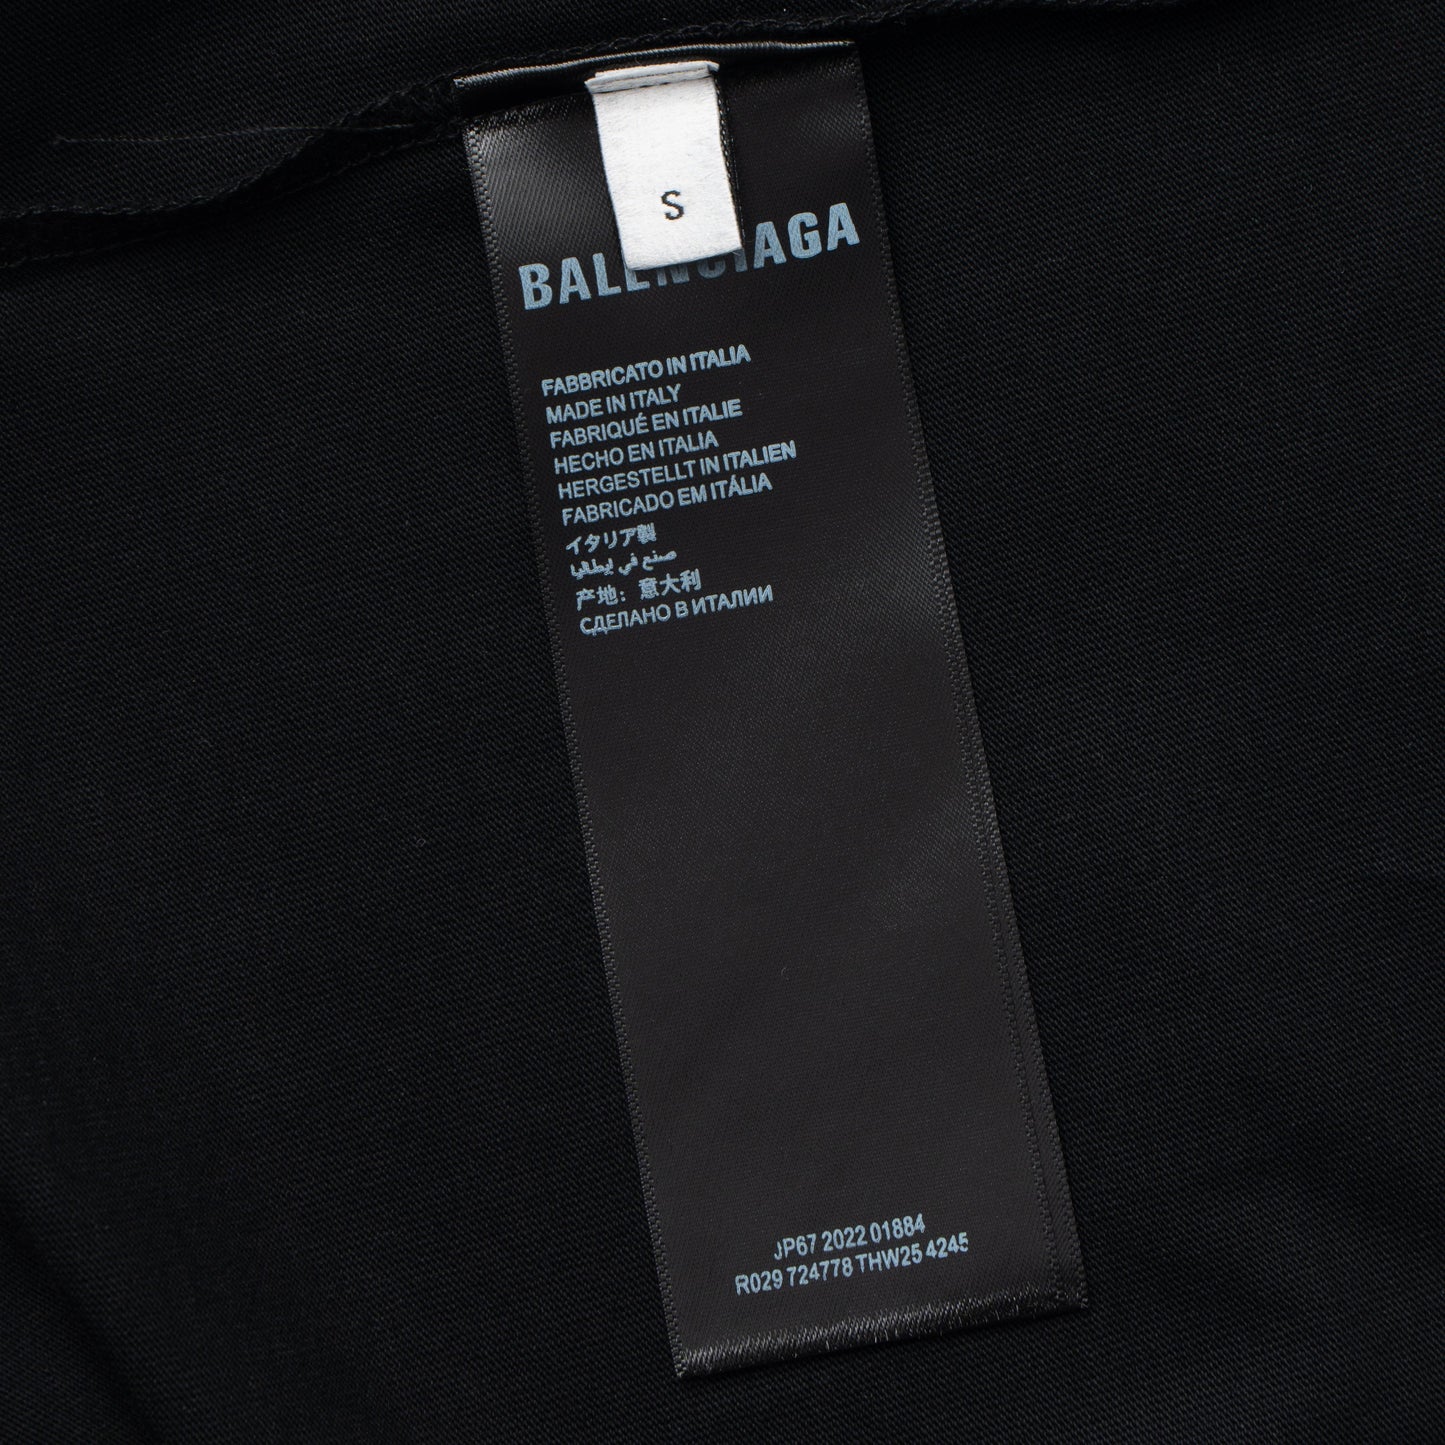 S
BALENCIAGA
FABBRICATO IN ITALIA
MADE IN ITALY
FABRIQUÉ EN ITALIE
HECHO EN ITALIA
HERGESTELLT IN ITALIEN
FABRICADO EM ITÁLIA
イタリア製
صنع في إيطاليا
产地：意大利
СДЕЛАНО В ИТАЛИИ
JP67 2022 01884
R029 724778 THW25 4245